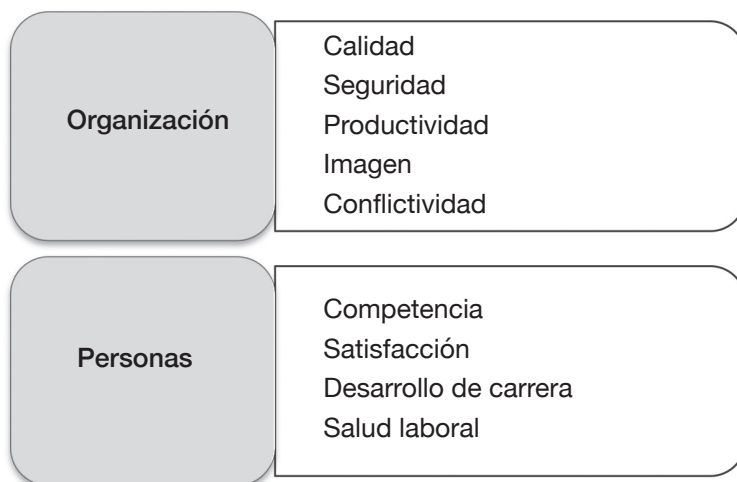 Organización
Calidad
Seguridad
Productividad
Imagen
Conflictividad
Personas
Competencia
Satisfacción
Desarrollo de carrera
Salud laboral